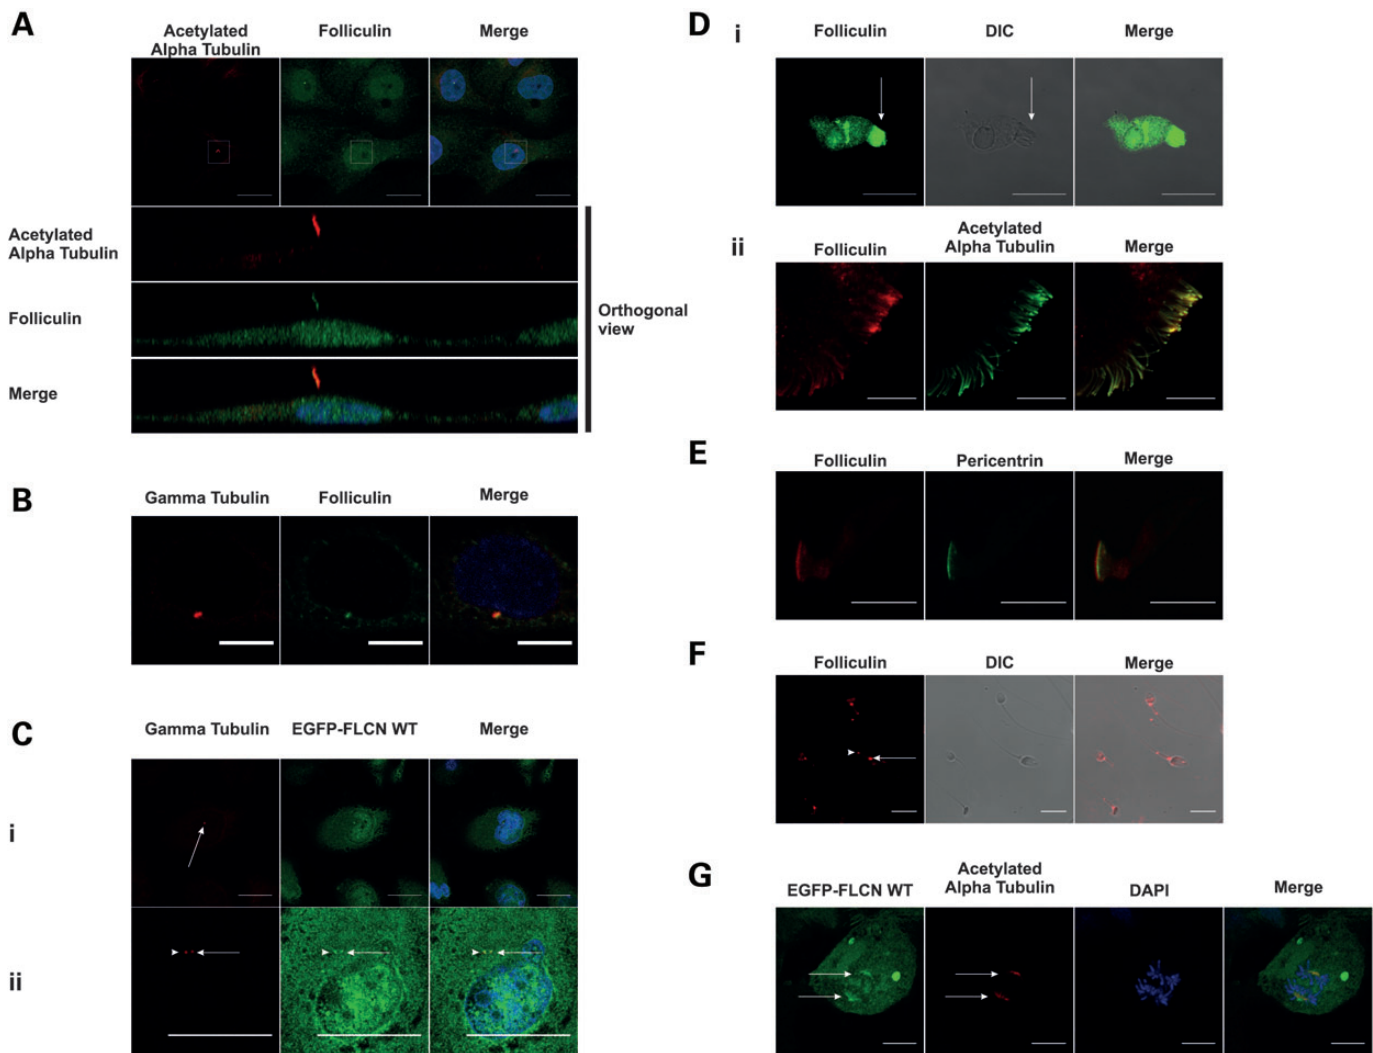 A
Acetylated
Alpha Tubulin
Folliculin
Merge
Acetylated
Alpha Tubulin
Folliculin
Merge
Orthogonal
view
B
Gamma Tubulin
Folliculin
Merge
C
Gamma Tubulin
EGFP-FLCN WT
Merge
i
ii
D
i
Folliculin
DIC
Merge
ii
Folliculin
Acetylated
Alpha Tubulin
Merge
E
Folliculin
Pericentrin
Merge
F
Folliculin
DIC
Merge
G
EGFP-FLCN WT
Acetylated
Alpha Tubulin
DAPI
Merge